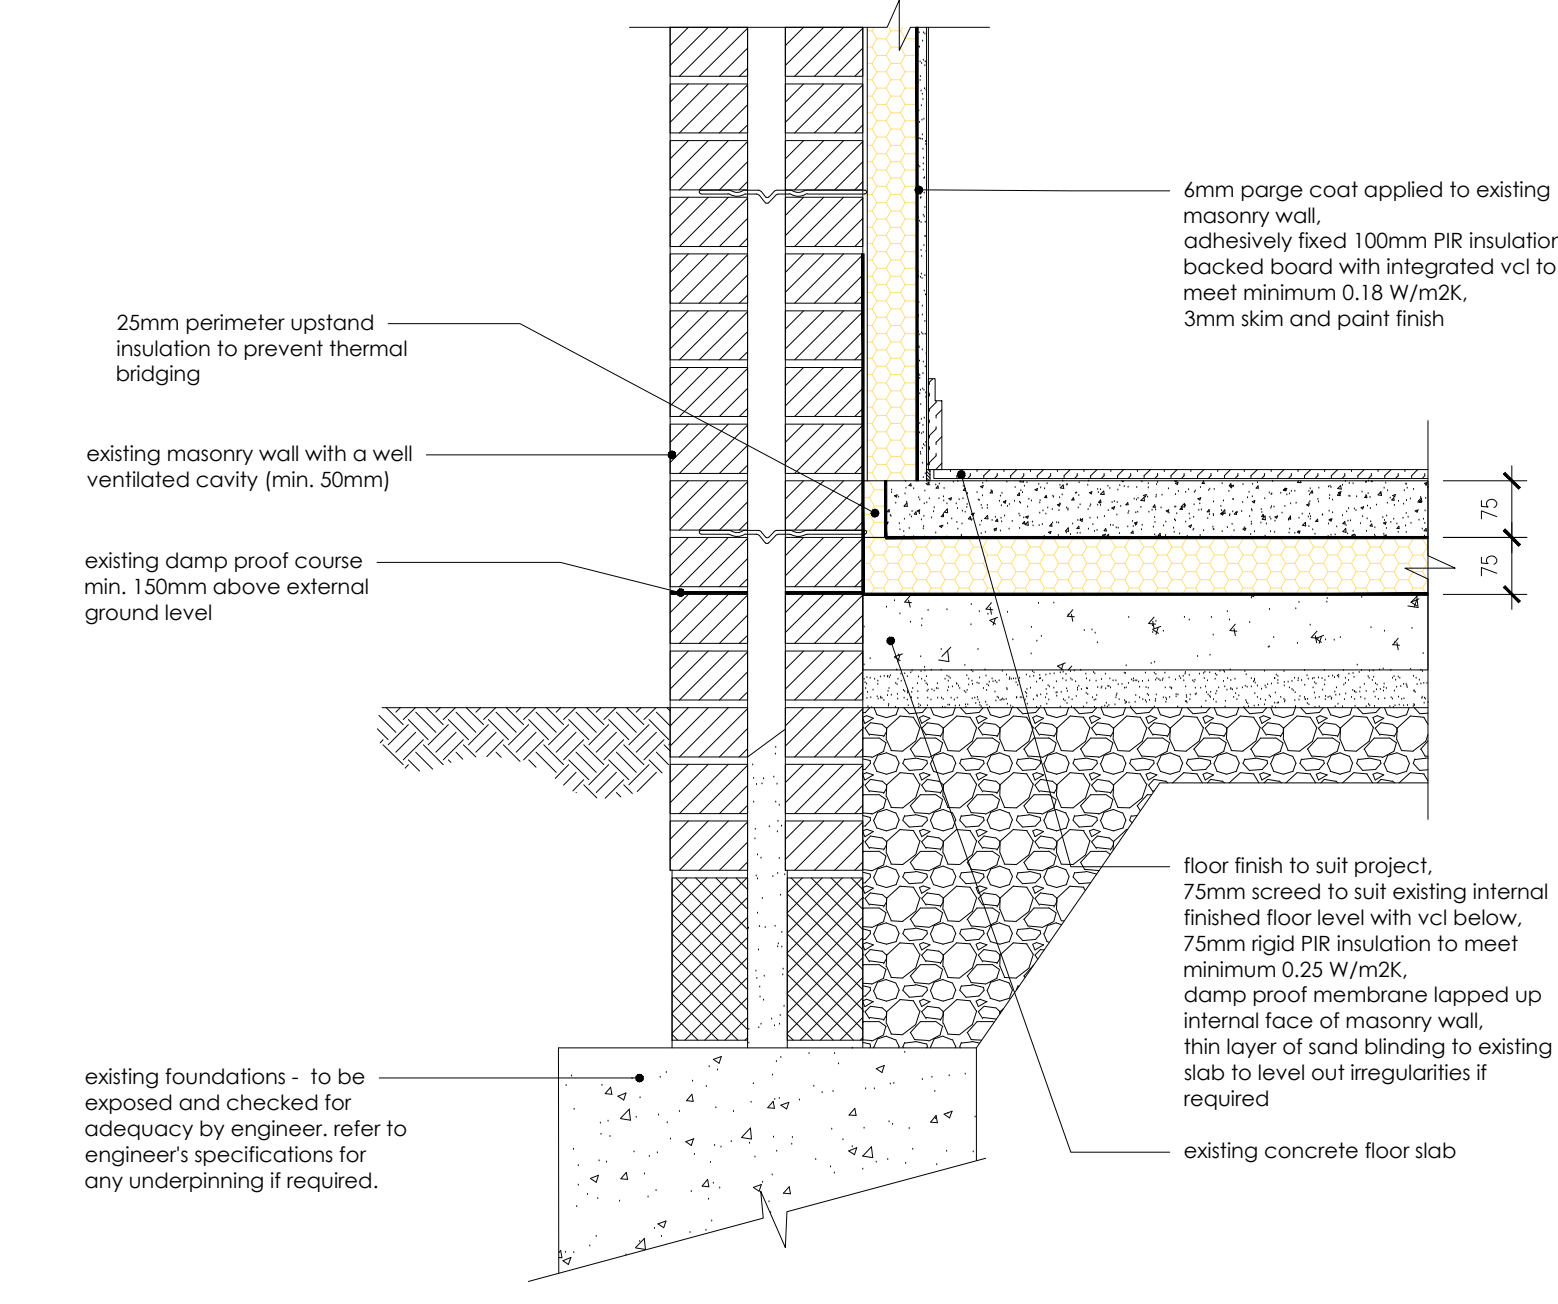 6mm parge coat applied to existing
masonry wall,
adhesively fixed 100mm PIR insulation
backed board with integrated vcl to
meet minimum 0.18 W/m2K,
3mm skim and paint finish
25mm perimeter upstand
insulation to prevent thermal
bridging
existing masonry wall with a well
ventilated cavity (min. 50mm)
75
75
existing damp proof course
min. 150mm above external
ground level
floor finish to suit project,
75mm screed to suit existing internal
finished floor level with vcl below,
75mm rigid PIR insulation to meet
minimum 0.25 W/m2K,
damp proof membrane lapped up
internal face of masonry wall,
thin layer of sand blinding to existing
slab to level out irregularities if
required
existing foundations - to be
exposed and checked for
adequacy by engineer. refer to
engineer's specifications for
any underpinning if required.
existing concrete floor slab